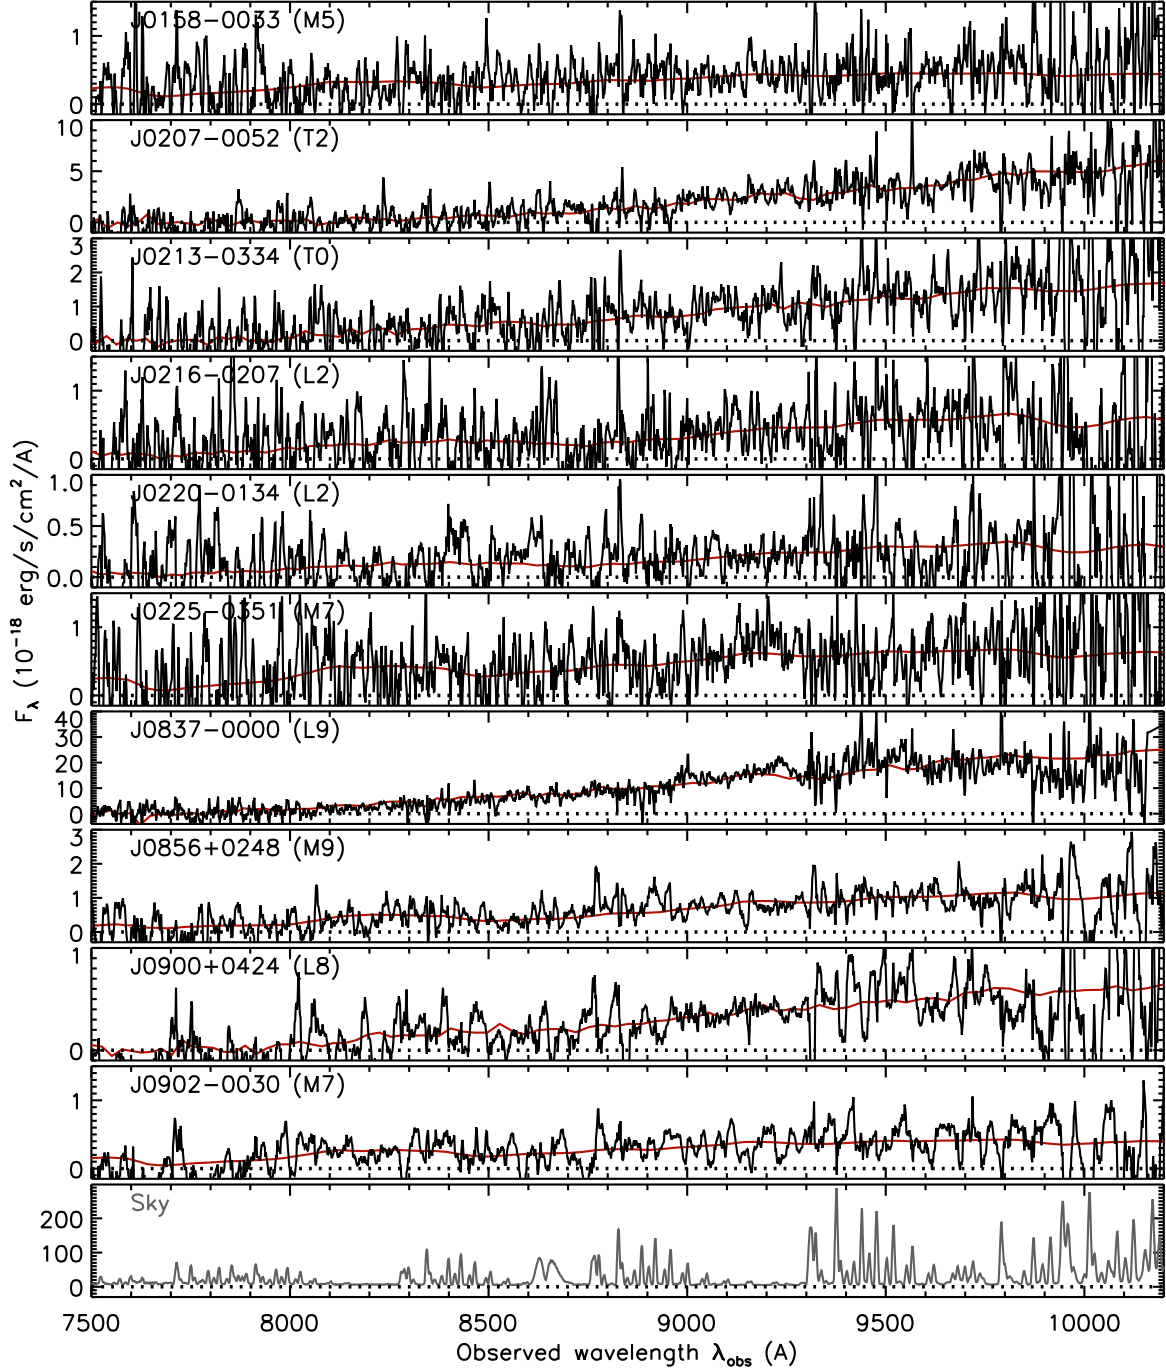 J0158−0033 (M5)
1
0
J0207−0052 (T2)
10
5
0
J0213−0334 (T0)
3
2
1
0
J0216−0207 (L2)
1
0
J0220−0134 (L2)
1.0
0.5
0.0
J0225−0351 (M7)
1
0
J0837−0000 (L9)
40
30
20
10
0
J0856+0248 (M9)
3
2
1
0
J0900+0424 (L8)
1
0
J0902−0030 (M7)
1
0
Sky
200
100
0
F_λ (10⁻¹⁸ erg/s/cm²/A)
7500 8000 8500 9000 9500 10000
Observed wavelength λ_obs (A)